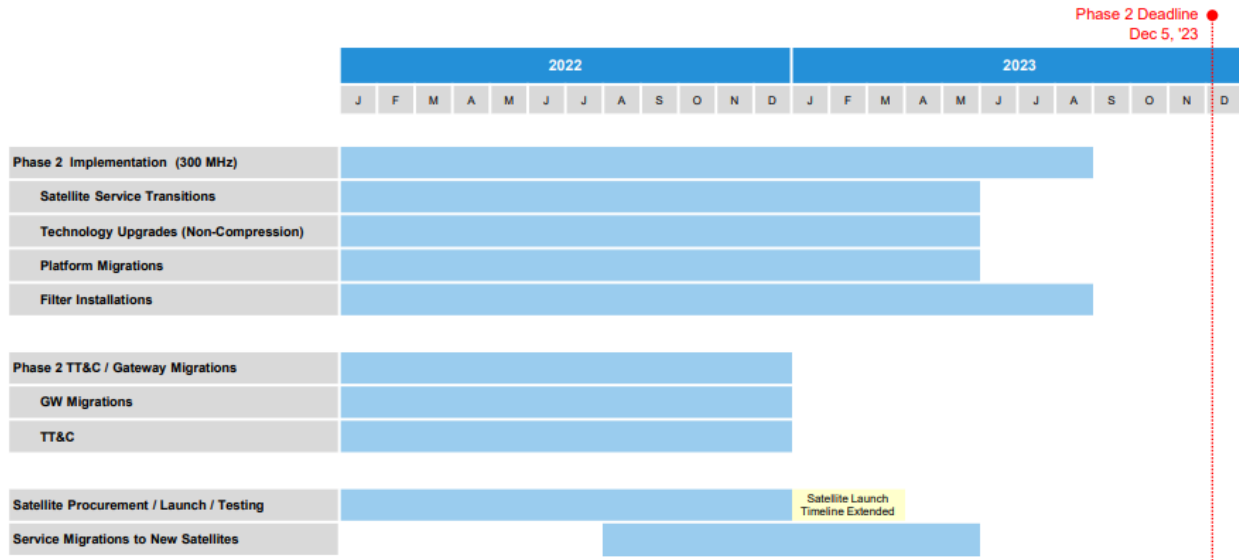 Phase 2 Deadline
Dec 5, '23
2022 2023
J F M A M J J A S O N D J F M A M J J A S O N D
Phase 2 Implementation (300 MHz)
Satellite Service Transitions
Technology Upgrades (Non-Compression)
Platform Migrations
Filter Installations
Phase 2 TT&C / Gateway Migrations
GW Migrations
TT&C
Satellite Procurement / Launch / Testing
Satellite Launch
Timeline Extended
Service Migrations to New Satellites